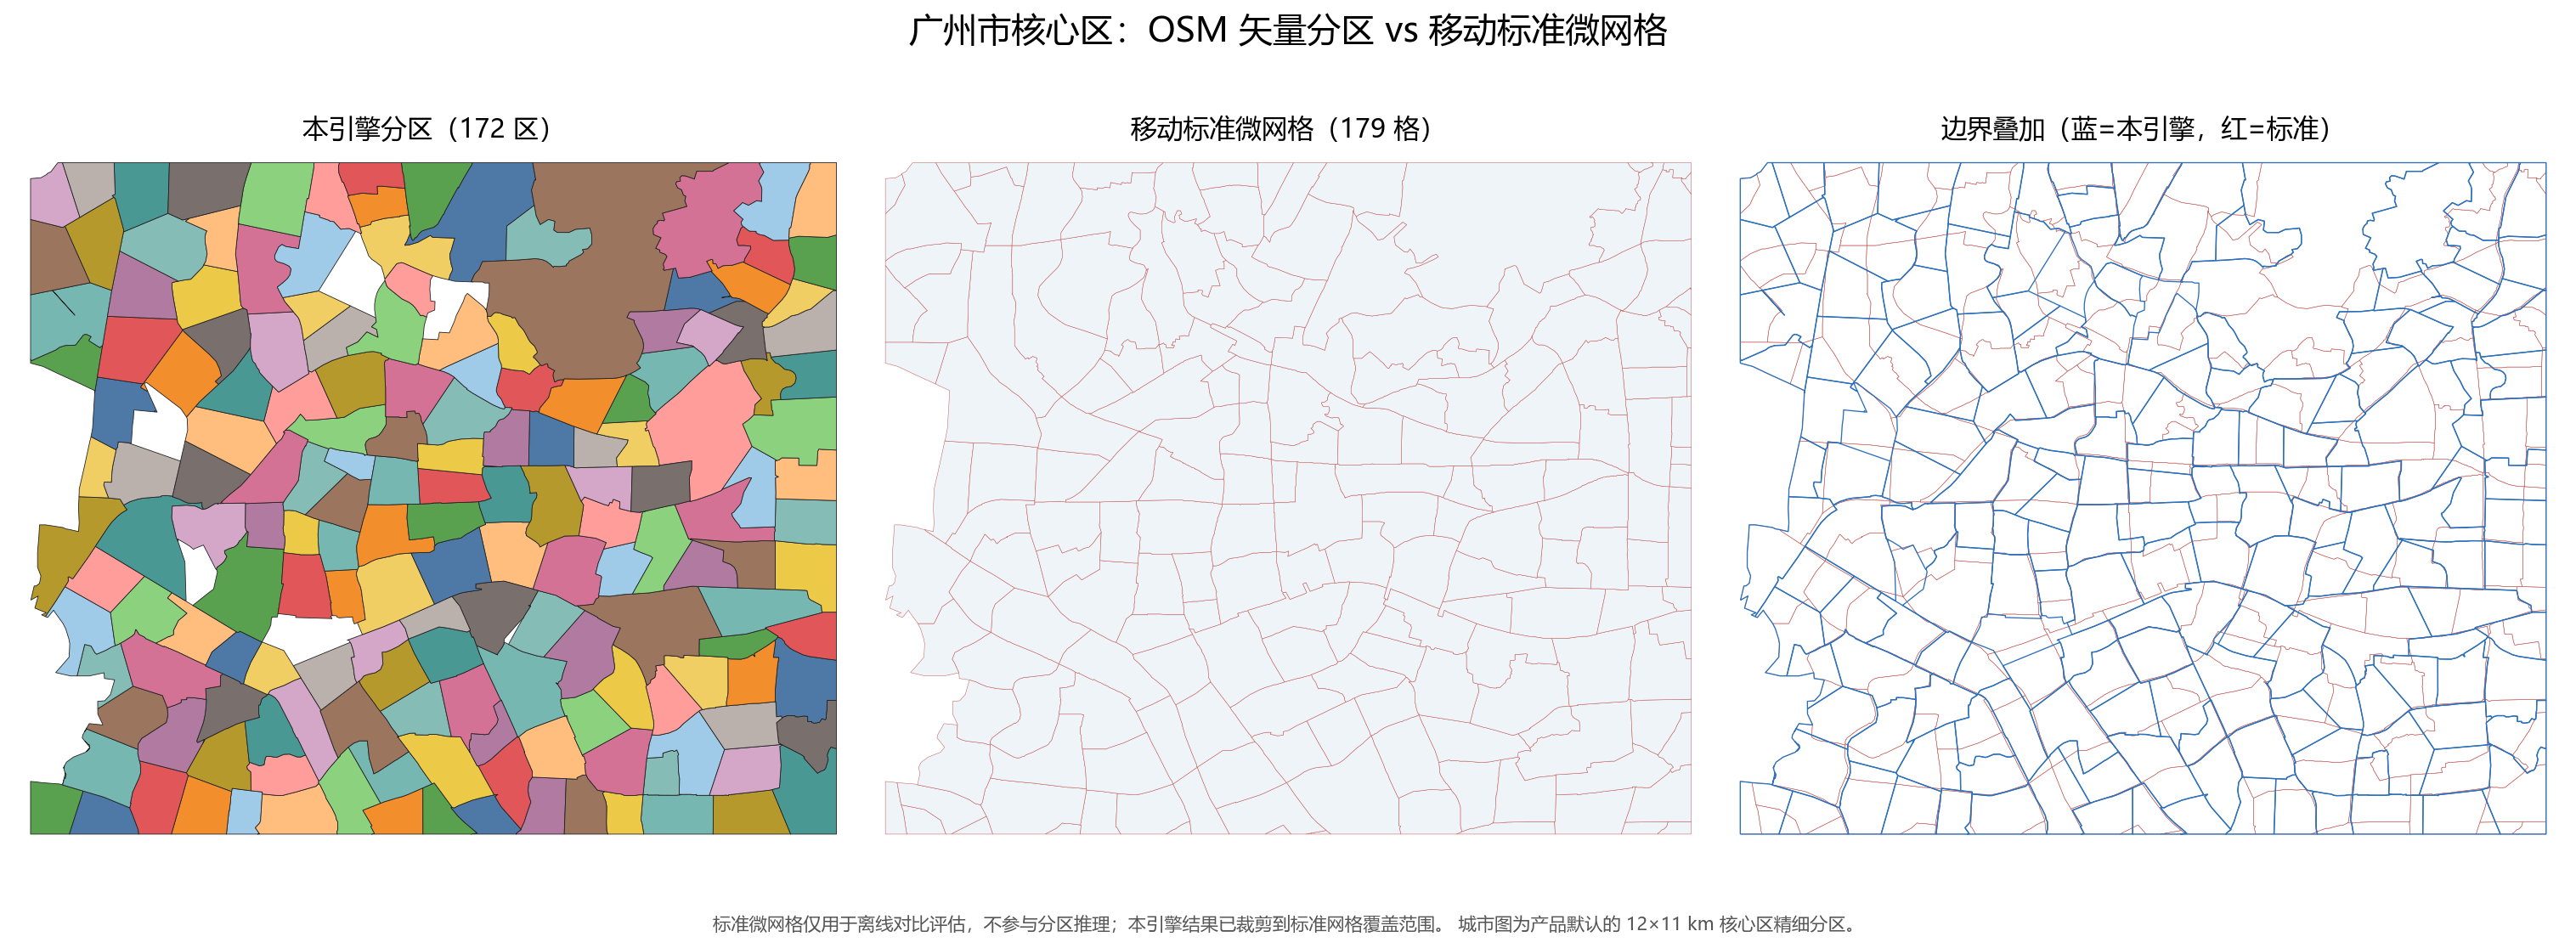 广州市核心区：OSM 矢量分区 vs 移动标准微网格
本引擎分区（172 区）
移动标准微网格（179 格）
边界叠加（蓝=本引擎，红=标准）
标准微网格仅用于离线对比评估，不参与分区推理；本引擎结果已裁剪到标准网格覆盖范围。 城市图为产品默认的 12×11 km 核心区精细分区。